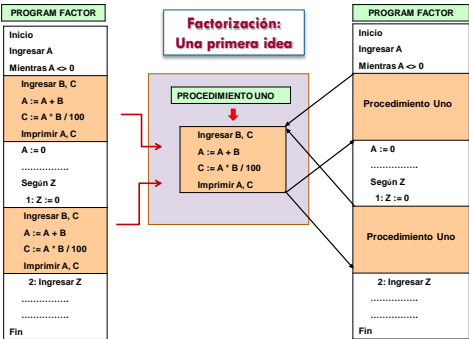 PROGRAM FACTOR
Inicio
Ingresar A
Mientras A <> 0
Ingresar B, C
A := A + B
C := A * B / 100
Imprimir A, C
A := 0
................
Según Z
1: Z := 0
Ingresar B, C
A := A + B
C := A * B / 100
Imprimir A, C
2: Ingresar Z
................
................
Fin
Factorización:
Una primera idea
PROCEDIMIENTO UNO
Ingresar B, C
A := A + B
C := A * B / 100
Imprimir A, C
PROGRAM FACTOR
Inicio
Ingresar A
Mientras A <> 0
Procedimiento Uno
A := 0
................
Según Z
1: Z := 0
Procedimiento Uno
2: Ingresar Z
................
................
Fin